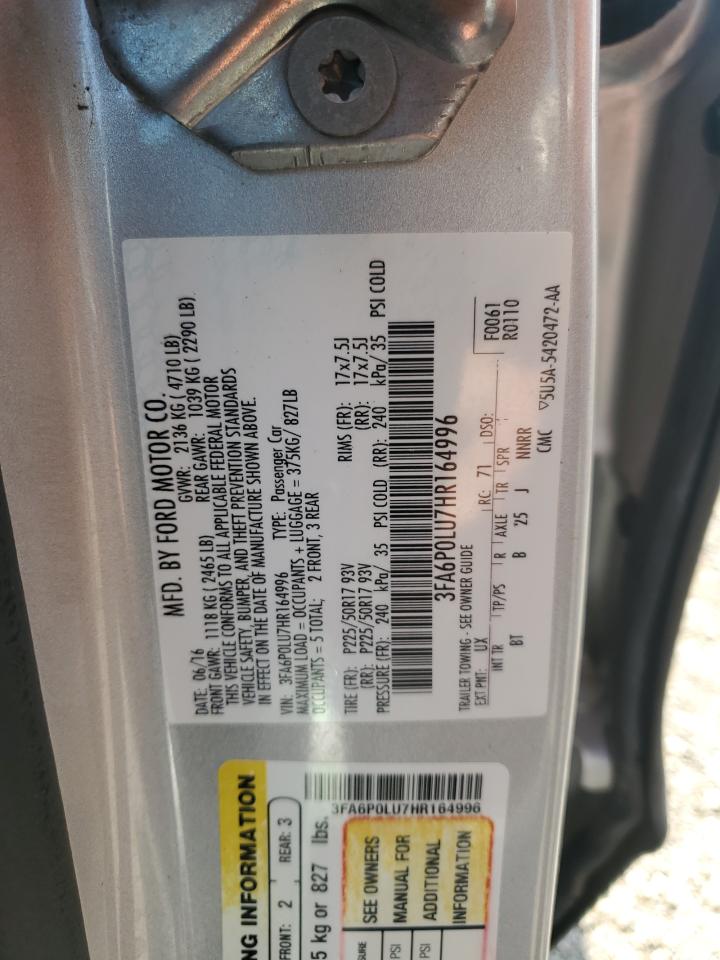 MFD. BY FORD MOTOR CO.
DATE: 06/16 GVWR: 2136 KG ( 4710 LB)
FRONT GAWR: 1118 KG ( 2465 LB) REAR GAWR: 1039 KG ( 2290 LB)
THIS VEHICLE CONFORMS TO ALL APPLICABLE FEDERAL MOTOR
VEHICLE SAFETY, BUMPER, AND THEFT PREVENTION STANDARDS
IN EFFECT ON THE DATE OF MANUFACTURE SHOWN ABOVE.
VIN: 3FA6P0LU7HR164996 TYPE: Passenger Car
MAXIMUM LOAD = OCCUPANTS + LUGGAGE = 375KG/ 827LB
OCCUPANTS = 5 TOTAL; 2 FRONT, 3 REAR
TIRE (FR): P225/50R17 93V RIMS (FR): 17x7.5J
(RR): P225/50R17 93V (RR): 17x7.5J
PRESSURE (FR): 240 kPa/ 35 PSI COLD (RR): 240 kPa/ 35 PSI COLD
3FA6P0LU7HR164996
TRAILER TOWING - SEE OWNER GUIDE
EXT PNT: UX RC: 71 DSO: F0061
INT TR TP/PS R AXLE TR SPR R0110
BT B 25 J NNRR
CMC ▽5U5A-5420472-AA
NG INFORMATION
FRONT: 2 REAR: 3
5 kg or 827 lbs.
3FA6P0LU7HR164996
SEE OWNERS
MANUAL FOR
ADDITIONAL
INFORMATION
SURE
PSI
PSI